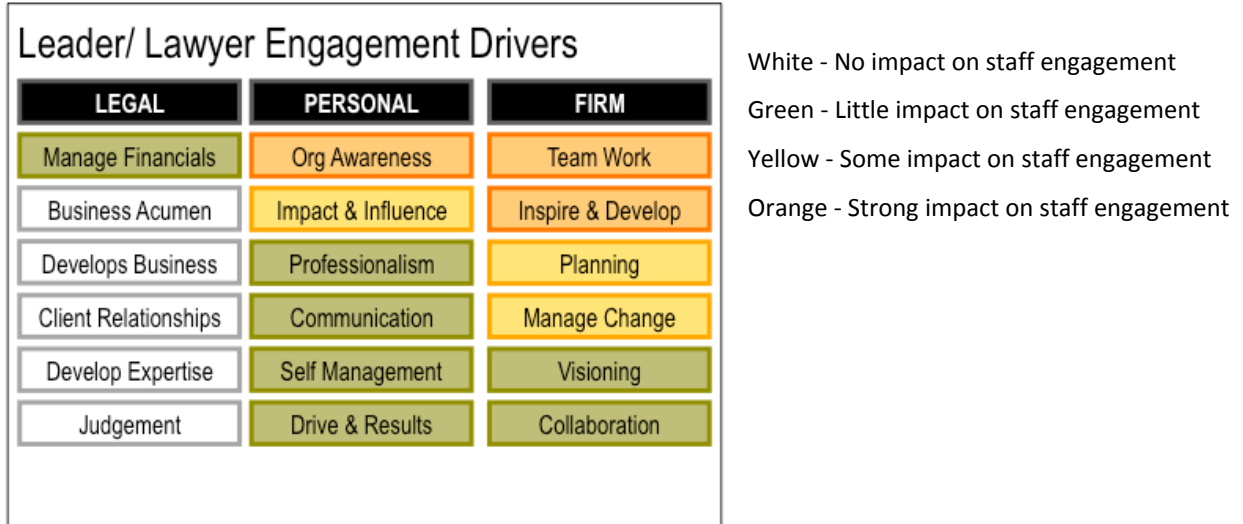 Leader/ Lawyer Engagement Drivers
LEGAL PERSONAL FIRM
Manage Financials Org Awareness Team Work
Business Acumen Impact & Influence Inspire & Develop
Develops Business Professionalism Planning
Client Relationships Communication Manage Change
Develop Expertise Self Management Visioning
Judgement Drive & Results Collaboration
White - No impact on staff engagement
Green - Little impact on staff engagement
Yellow - Some impact on staff engagement
Orange - Strong impact on staff engagement